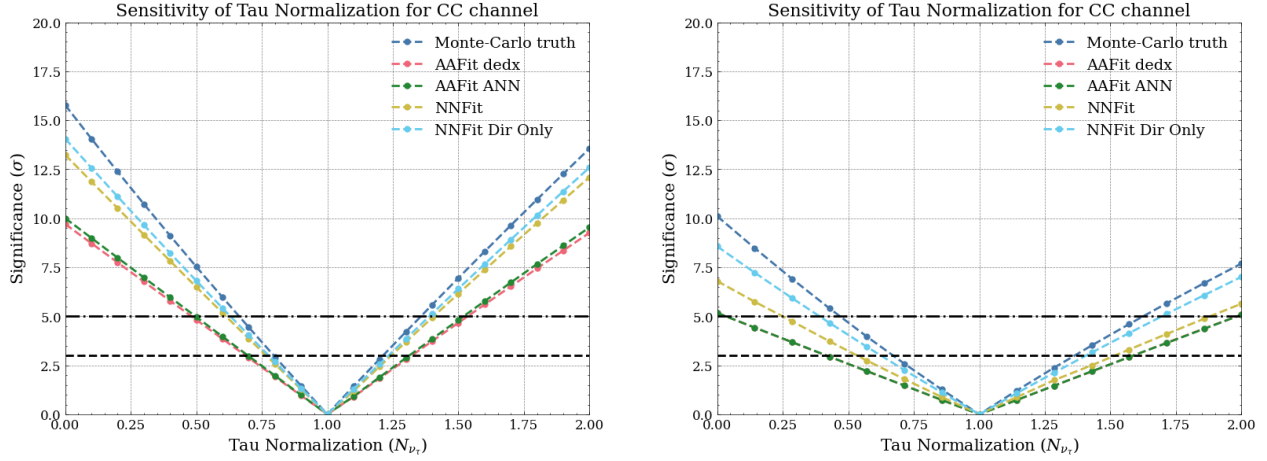 Sensitivity of Tau Normalization for CC channel
20.0
17.5
15.0
12.5
10.0
7.5
5.0
2.5
0.0
Significance (σ)
Monte-Carlo truth
AAFit dedx
AAFit ANN
NNFit
NNFit Dir Only
0.00 0.25 0.50 0.75 1.00 1.25 1.50 1.75 2.00
Tau Normalization (N_{ν_τ})
Sensitivity of Tau Normalization for CC channel
20.0
17.5
15.0
12.5
10.0
7.5
5.0
2.5
0.0
Significance (σ)
Monte-Carlo truth
AAFit dedx
AAFit ANN
NNFit
NNFit Dir Only
0.00 0.25 0.50 0.75 1.00 1.25 1.50 1.75 2.00
Tau Normalization (N_{ν_τ})